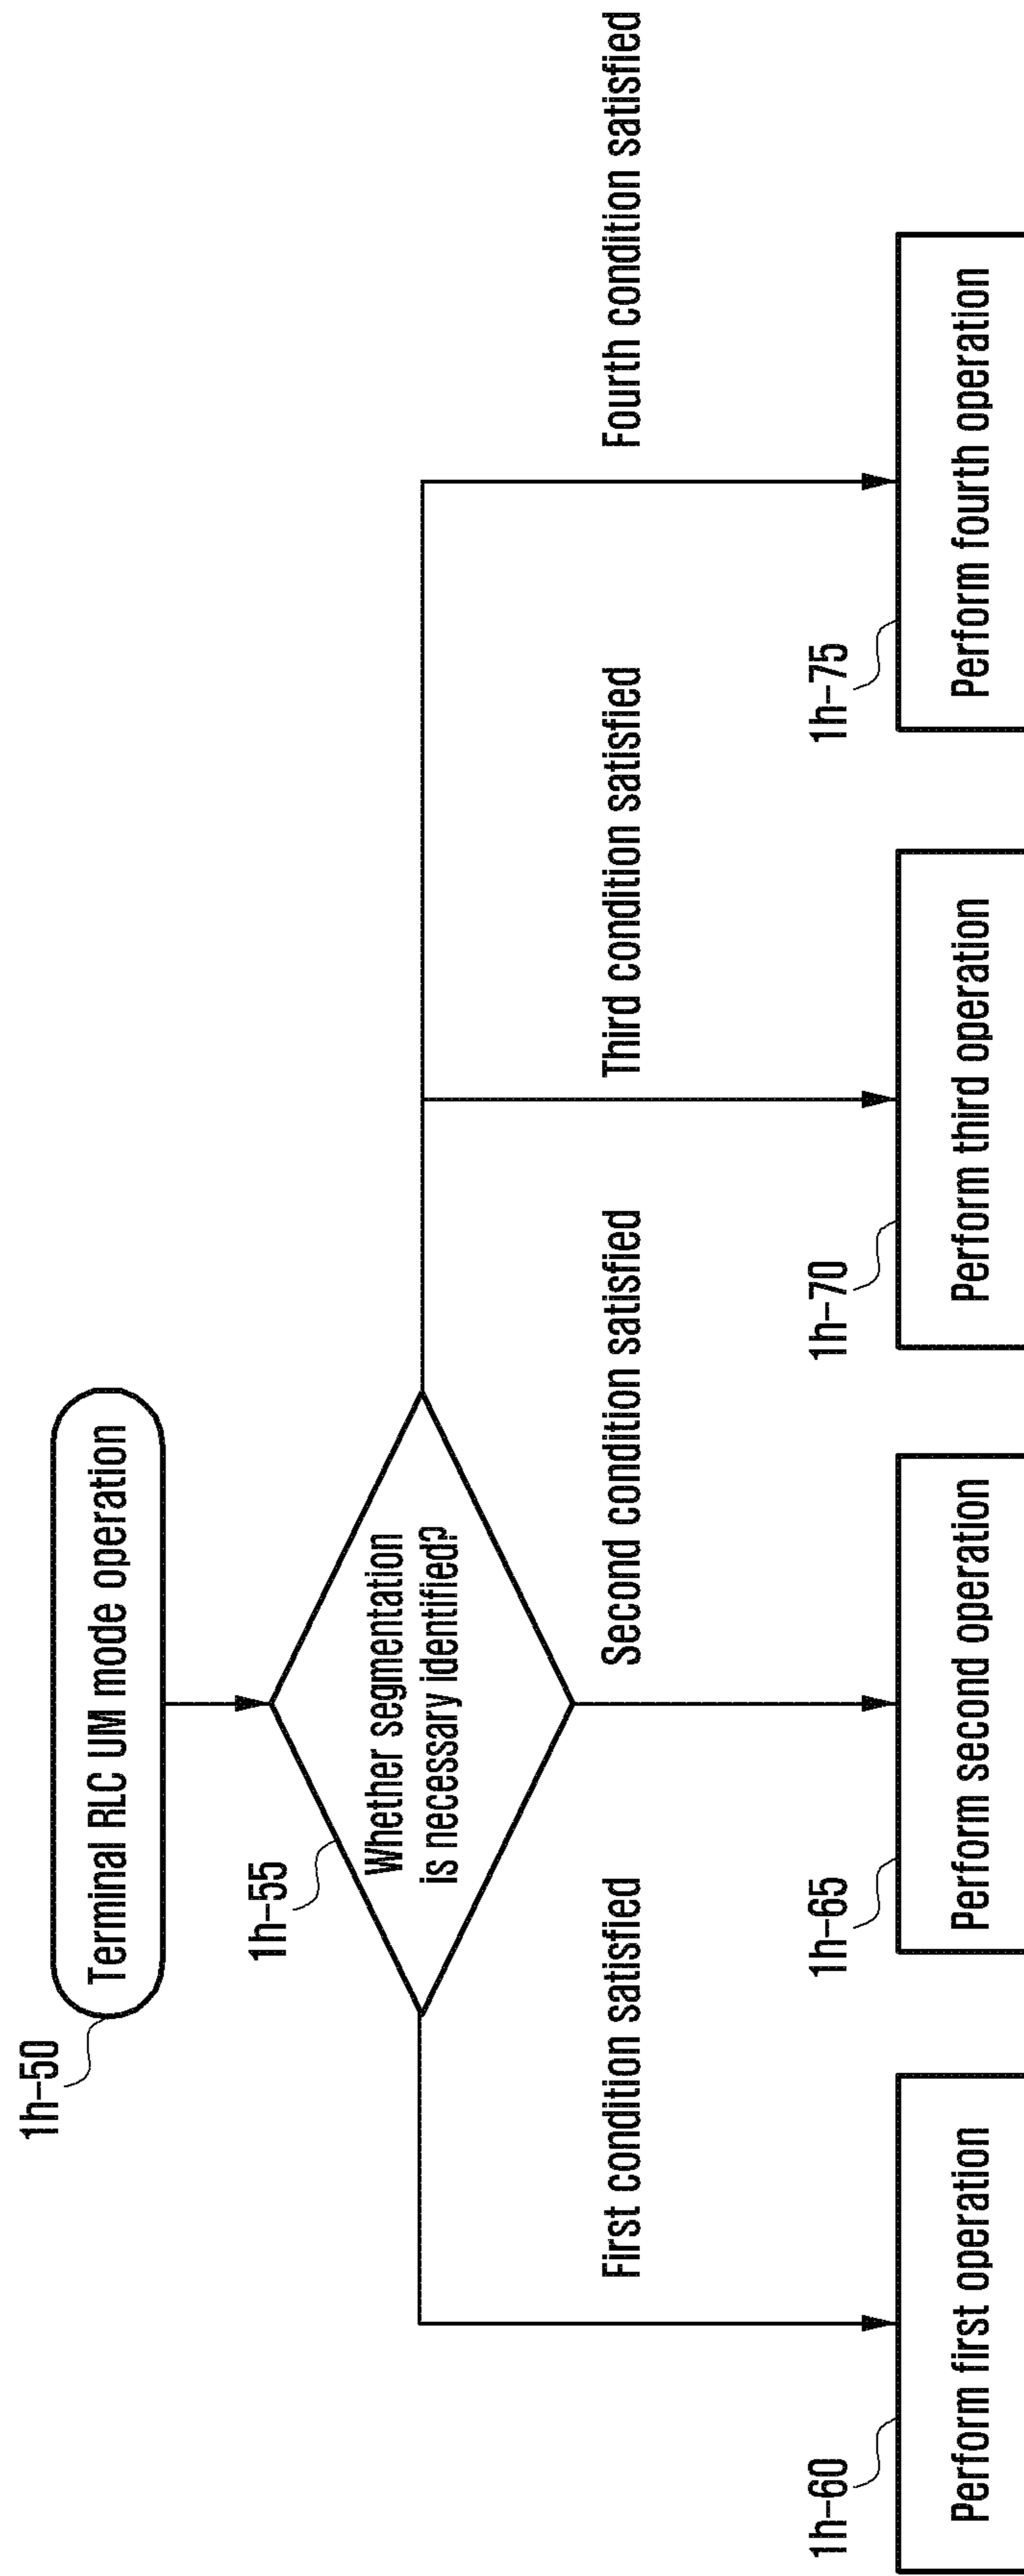 1h-50
Terminal RLC UM mode operation
1h-55
Whether segmentation
is necessary identified?
First condition satisfied
Second condition satisfied
Third condition satisfied
Fourth condition satisfied
1h-60
Perform first operation
1h-65
Perform second operation
1h-70
Perform third operation
1h-75
Perform fourth operation